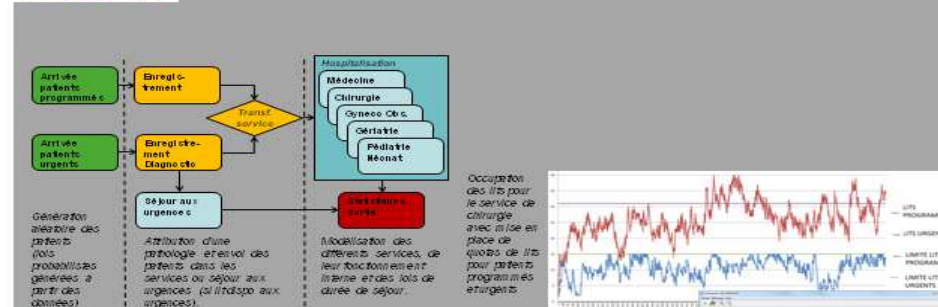 Hospitalisation
Arrivée
patients
programmés
Enregis-
trement
Médecine
Chirurgie
Gyneco Obs.
Gériatrie
Pédiatrie
Néonat
Transf.
service
Arrivée
patients
urgents
Enregistre-
ment
Diagnostic
Séjour aux
urgences
sortie
Génération
aléatoire des
patients
(lois
probabilistes
générées à
partir des
données)
Attribution d'une
pathologie et envoi des
patients dans les
services ou séjour aux
urgences (si lit dispo aux
urgences).
Modélisation des
différents services, de
leur fonctionnement
interne et des lois de
durée de séjour.
Occupation
des lits pour
le service de
chirurgie
avec mise en
place de
quotas de lits
pour patients
programmés
et urgents
LITS
PROGRAMM
LITS URGEN
LIMITE LIT
PROGRAM
LIMITE LIT
URGENTS